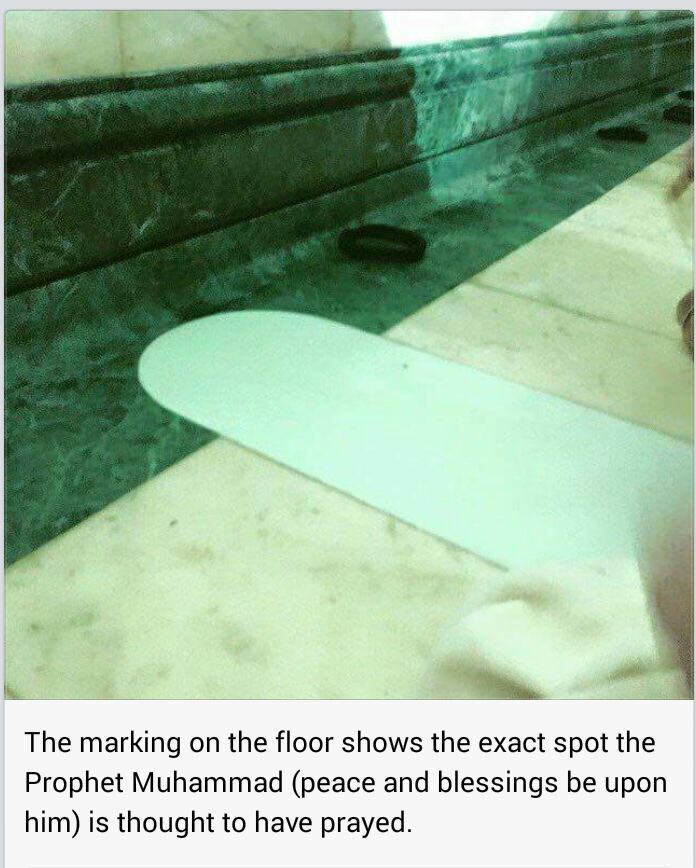 The marking on the floor shows the exact spot the
Prophet Muhammad (peace and blessings be upon
him) is thought to have prayed.